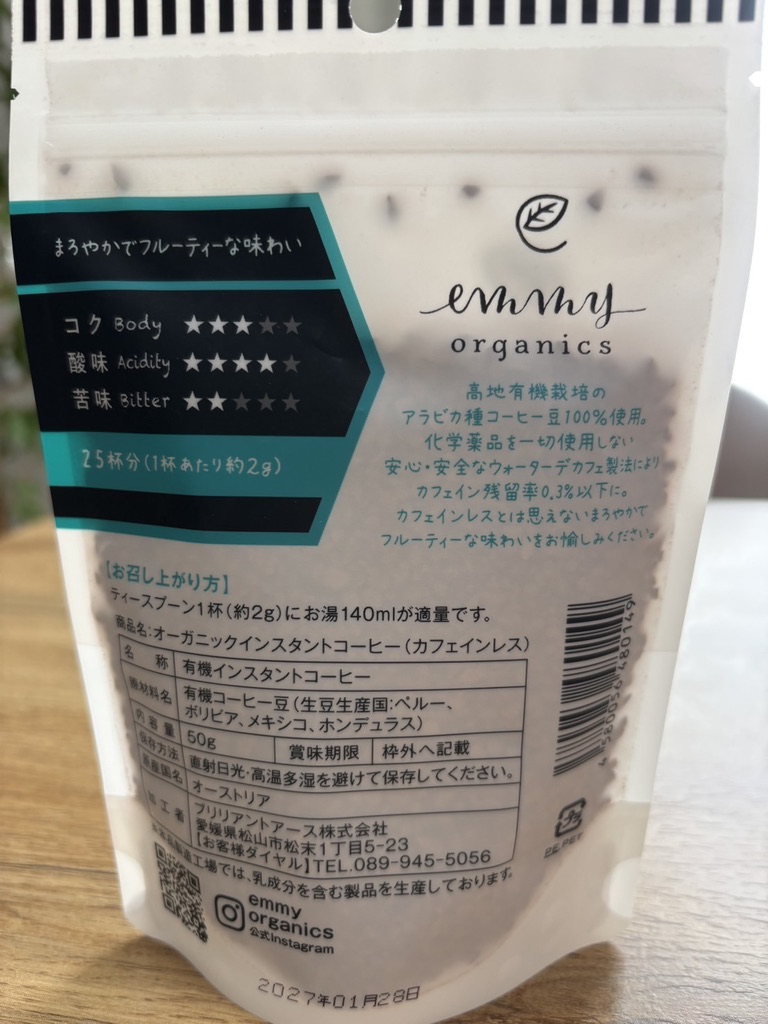 まろやかでフルーティーな味わい
コク Body ★★★★★
酸味 Acidity ★★★★★
苦味 Bitter ★★★★★
25杯分(1杯あたり約2g)
emmy
organics
高地有機栽培の
アラビカ種コーヒー豆100%使用。
化学薬品を一切使用しない
安心・安全なウォーターデカフェ製法により
カフェイン残留率0.3%以下に。
カフェインレスとは思えないまろやかで
フルーティーな味わいをお愉しみください。
【お召し上がり方】
ティースプーン1杯(約2g)にお湯140mlが適量です。
商品名:オーガニックインスタントコーヒー(カフェインレス)
名 称 有機インスタントコーヒー
原材料名 有機コーヒー豆(生豆生産国:ペルー、
ボリビア、メキシコ、ホンデュラス)
内容量 50g 賞味期限 枠外へ記載
保存方法 直射日光・高温多湿を避けて保存してください。
原産国名 オーストリア
加工者 ブリリアントアース株式会社
愛媛県松山市松末1丁目5-23
【お客様ダイヤル】TEL.089-945-5056
※本品製造工場では、乳成分を含む製品を生産しております。
emmy
organics
公式Instagram
4580056480149
プラ
PE,PET
2027年01月28日